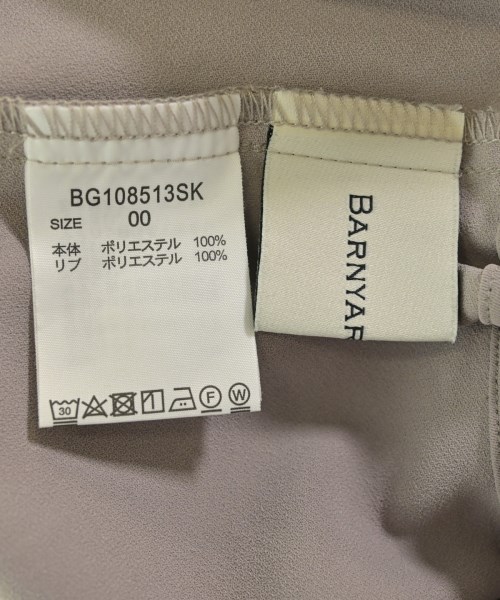 BG108513SK
SIZE 00
本体 ポリエステル 100%
リブ ポリエステル 100%
30 F W
BARNYAR